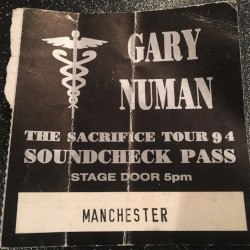 GARY
NUMAN
THE SACRIFICE TOUR 94
SOUNDCHECK PASS
STAGE DOOR 5pm
MANCHESTER